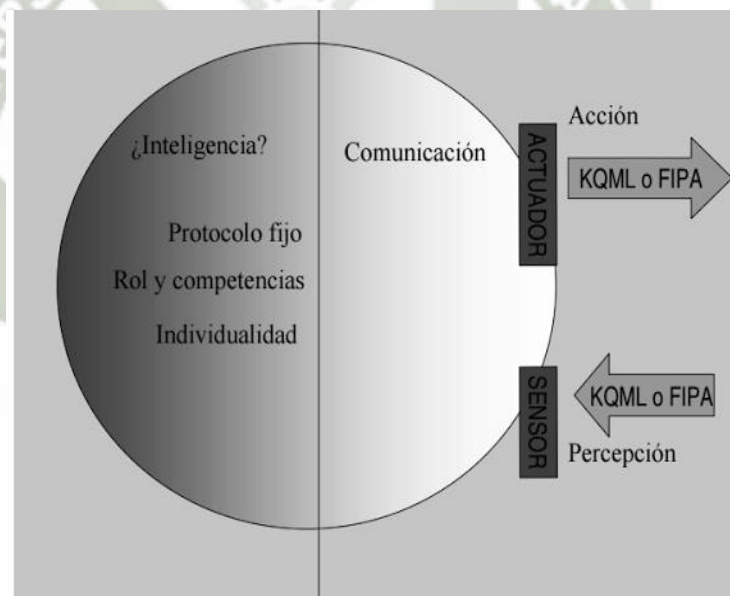 ¿Inteligencia?
Comunicación
Protocolo fijo
Rol y competencias
Individualidad
ACTUADOR
Acción
KQML o FIPA
SENSOR
KQML o FIPA
Percepción